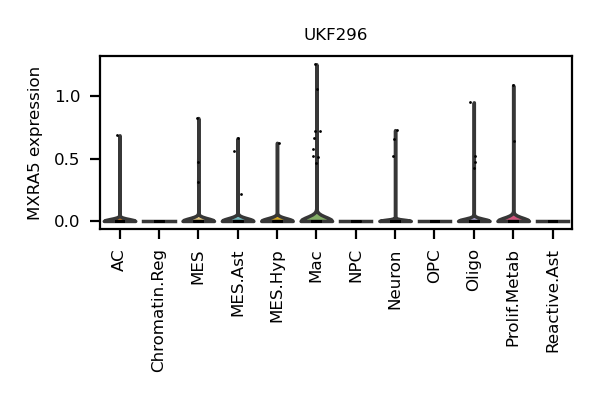 UKF296
MXRA5 expression
1.0
0.5
0.0
AC
Chromatin.Reg
MES
MES.Ast
MES.Hyp
Mac
NPC
Neuron
OPC
Oligo
Prolif.Metab
Reactive.Ast